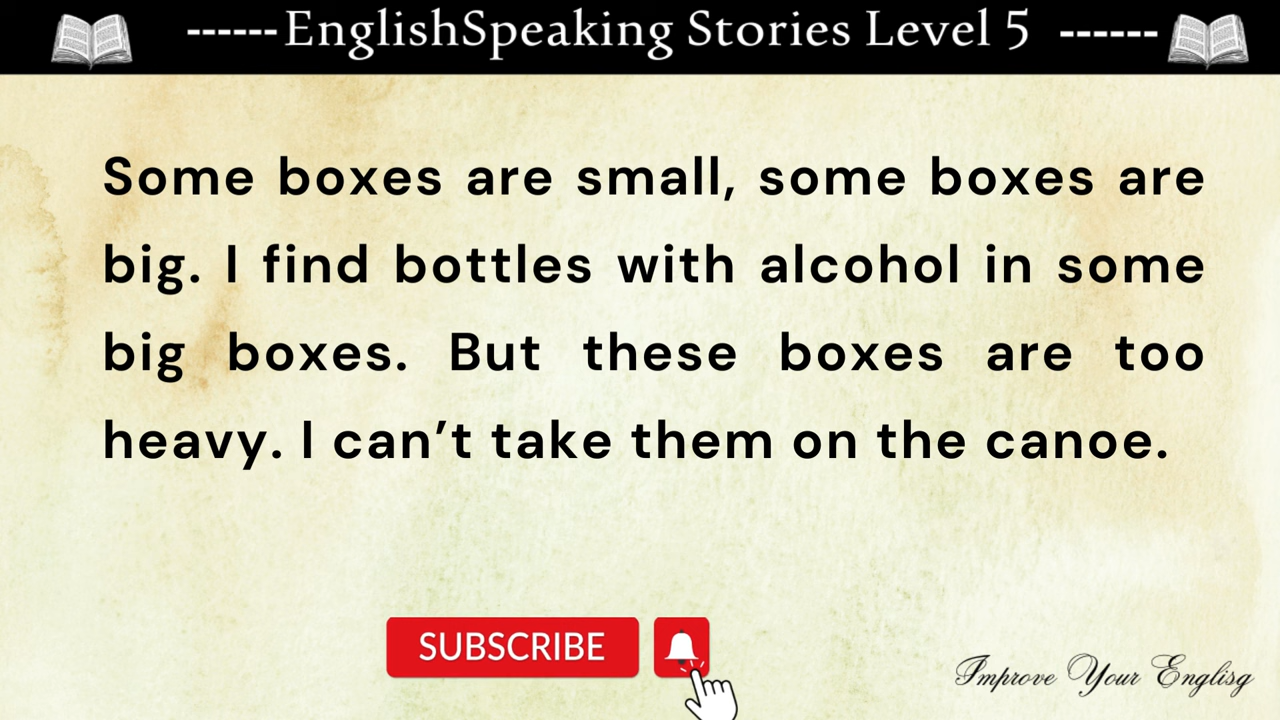 ------EnglishSpeaking Stories Level 5 ------
Some boxes are small, some boxes are
big. I find bottles with alcohol in some
big boxes. But these boxes are too
heavy. I can’t take them on the canoe.
SUBSCRIBE
Improve Your Englisg